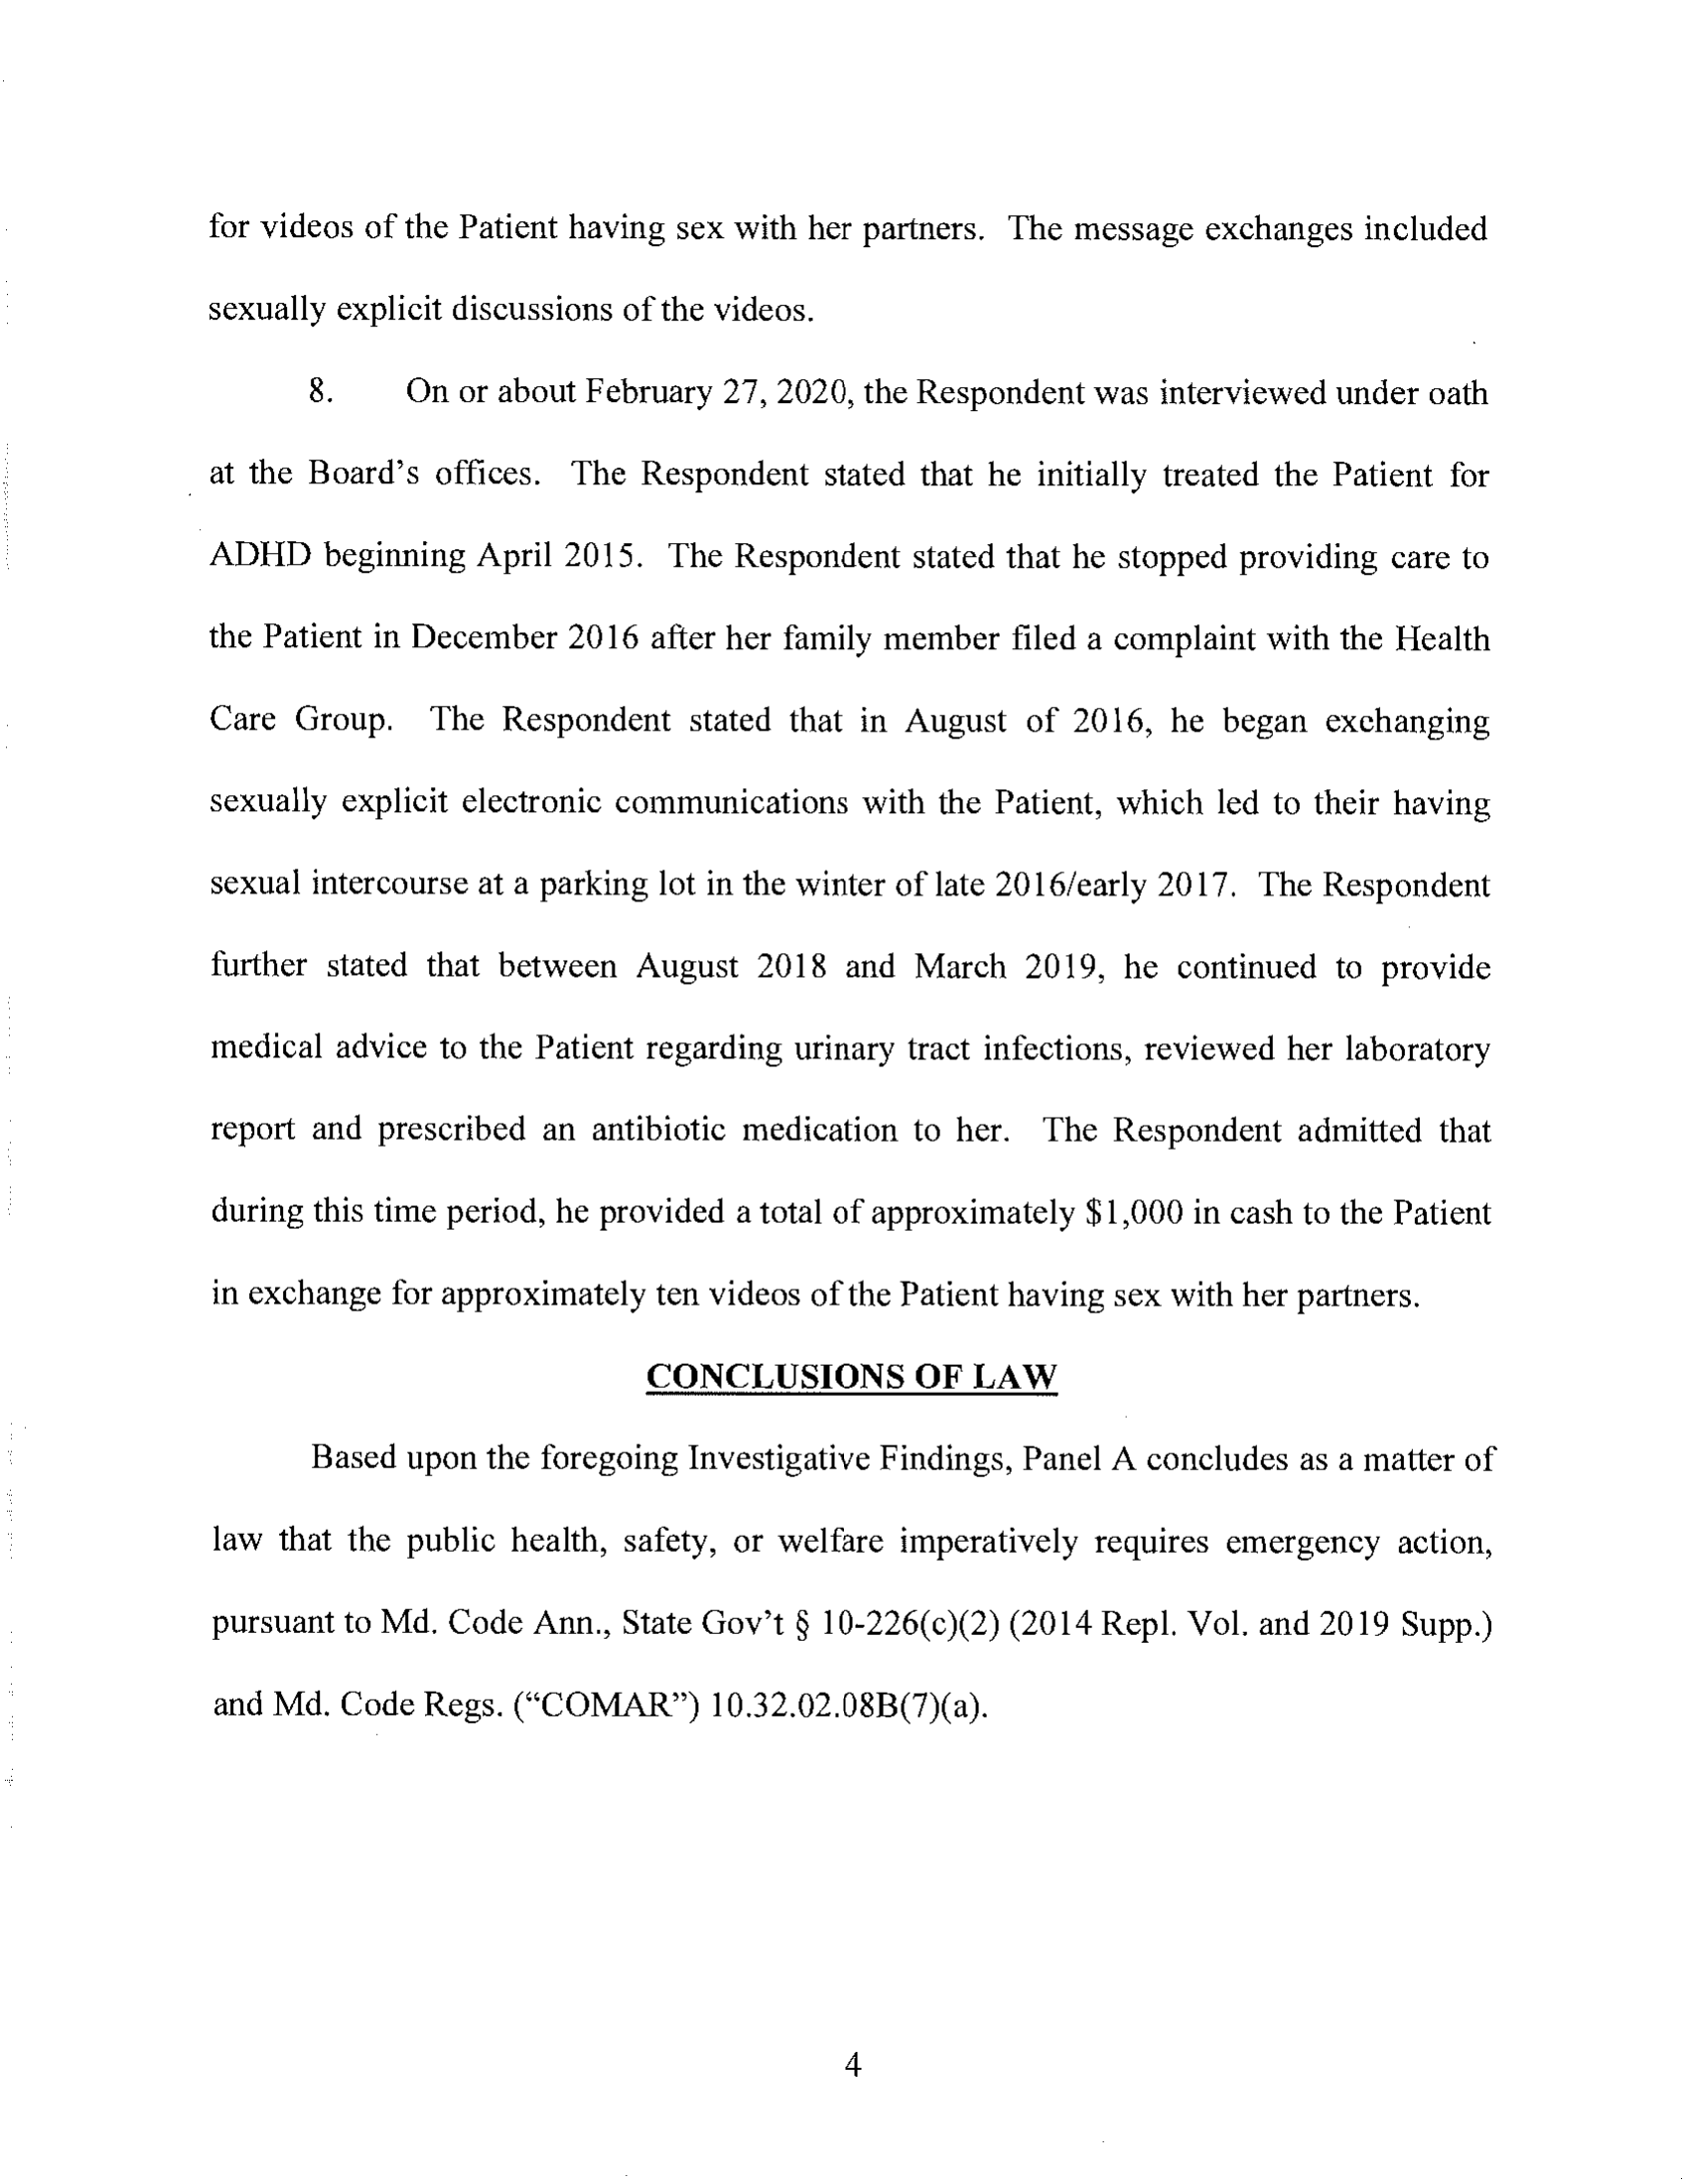 for videos of the Patient having sex with her partners. The message exchanges included
sexually explicit discussions of the videos.
8. On or about February 27, 2020, the Respondent was interviewed under oath
at the Board's offices. The Respondent stated that he initially treated the Patient for
ADHD beginning April 2015. The Respondent stated that he stopped providing care to
the Patient in December 2016 after her family member filed a complaint with the Health
Care Group. The Respondent stated that in August of 2016, he began exchanging
sexually explicit electronic communications with the Patient, which led to their having
sexual intercourse at a parking lot in the winter of late 2016/early 2017. The Respondent
further stated that between August 2018 and March 2019, he continued to provide
medical advice to the Patient regarding urinary tract infections, reviewed her laboratory
report and prescribed an antibiotic medication to her. The Respondent admitted that
during this time period, he provided a total of approximately $1,000 in cash to the Patient
in exchange for approximately ten videos of the Patient having sex with her partners.
CONCLUSIONS OF LAW
Based upon the foregoing Investigative Findings, Panel A concludes as a matter of
law that the public health, safety, or welfare imperatively requires emergency action,
pursuant to Md. Code Ann., State Gov't § 10-226(c)(2) (2014 Repl. Vol. and 2019 Supp.)
and Md. Code Regs. ("COMAR") 10.32.02.08B(7)(a).
4